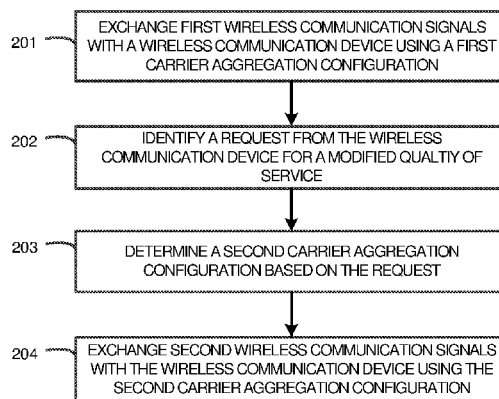 201
EXCHANGE FIRST WIRELESS COMMUNICATION SIGNALS
WITH A WIRELESS COMMUNICATION DEVICE USING A FIRST
CARRIER AGGREGATION CONFIGURATION
202
IDENTIFY A REQUEST FROM THE WIRELESS
COMMUNICATION DEVICE FOR A MODIFIED QUALTIY OF
SERVICE
203
DETERMINE A SECOND CARRIER AGGREGATION
CONFIGURATION BASED ON THE REQUEST
204
EXCHANGE SECOND WIRELESS COMMUNICATION SIGNALS
WITH THE WIRELESS COMMUNICATION DEVICE USING THE
SECOND CARRIER AGGREGATION CONFIGURATION